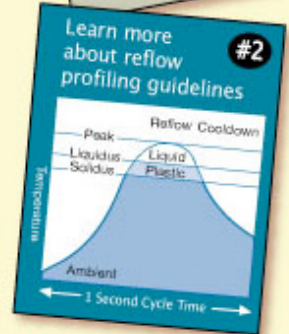 Learn more
about reflow
profiling guidelines
#2
Reflow Cooldown
Peak
Liquidus
Liquid
Solidus
Plastic
Temperature
Ambient
1 Second Cycle Time